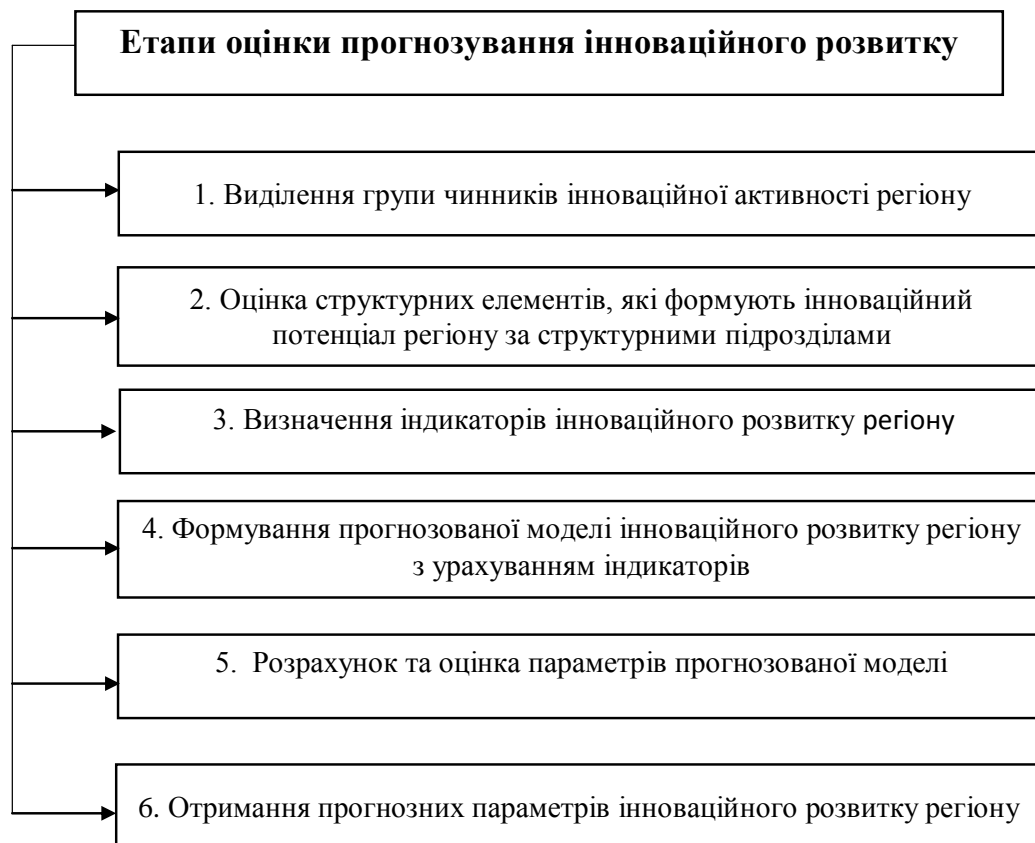 Етапи оцінки прогнозування інноваційного розвитку
1. Виділення групи чинників інноваційної активності регіону
2. Оцінка структурних елементів, які формують інноваційний
потенціал регіону за структурними підрозділами
3. Визначення індикаторів інноваційного розвитку регіону
4. Формування прогнозованої моделі інноваційного розвитку регіону
з урахуванням індикаторів
5. Розрахунок та оцінка параметрів прогнозованої моделі
6. Отримання прогнозних параметрів інноваційного розвитку регіону